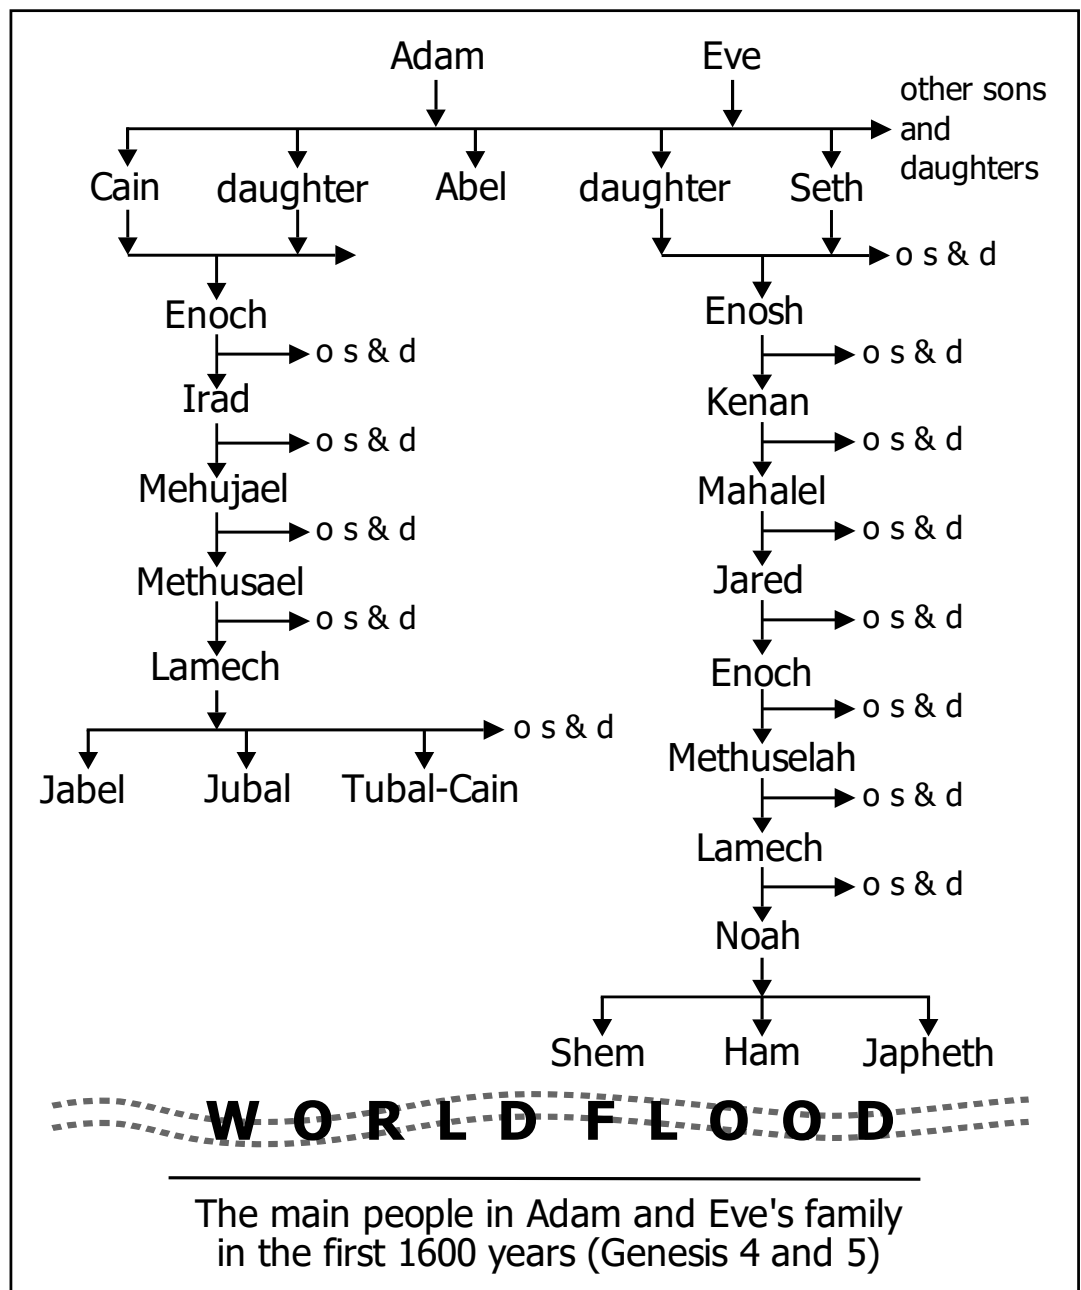 Adam Eve
other sons
and
daughters
Cain daughter Abel daughter Seth
o s & d
Enoch Enosh
o s & d o s & d
Irad Kenan
o s & d o s & d
Mehujael Mahalel
o s & d o s & d
Methusael Jared
o s & d o s & d
Lamech Enoch
o s & d o s & d
Jabel Jubal Tubal-Cain Methuselah
o s & d
Lamech
o s & d
Noah
Shem Ham Japheth
WORLD FLOOD
The main people in Adam and Eve's family
in the first 1600 years (Genesis 4 and 5)